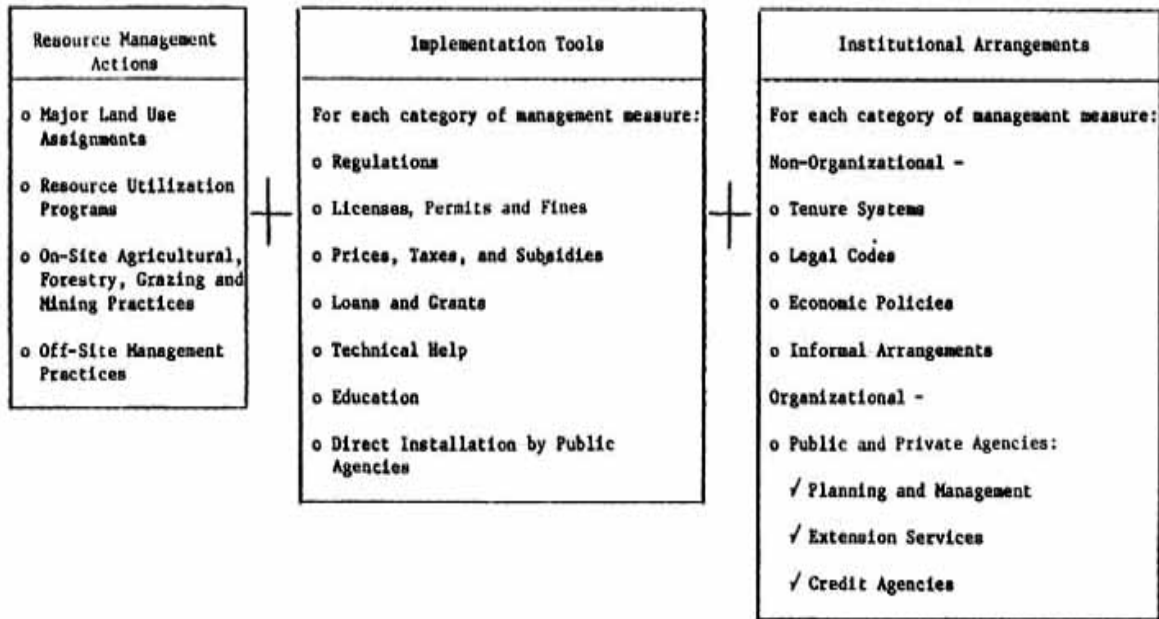 Resource Management
Actions
o Major Land Use
Assignments
o Resource Utilization
Programs
o On-Site Agricultural,
Forestry, Grazing and
Mining Practices
o Off-Site Management
Practices
+
Implementation Tools
For each category of management measure:
o Regulations
o Licenses, Permits and Fines
o Prices, Taxes, and Subsidies
o Loans and Grants
o Technical Help
o Education
o Direct Installation by Public
Agencies
+
Institutional Arrangements
For each category of management measure:
Non-Organizational -
o Tenure Systems
o Legal Codes
o Economic Policies
o Informal Arrangements
Organizational -
o Public and Private Agencies:
√ Planning and Management
√ Extension Services
√ Credit Agencies